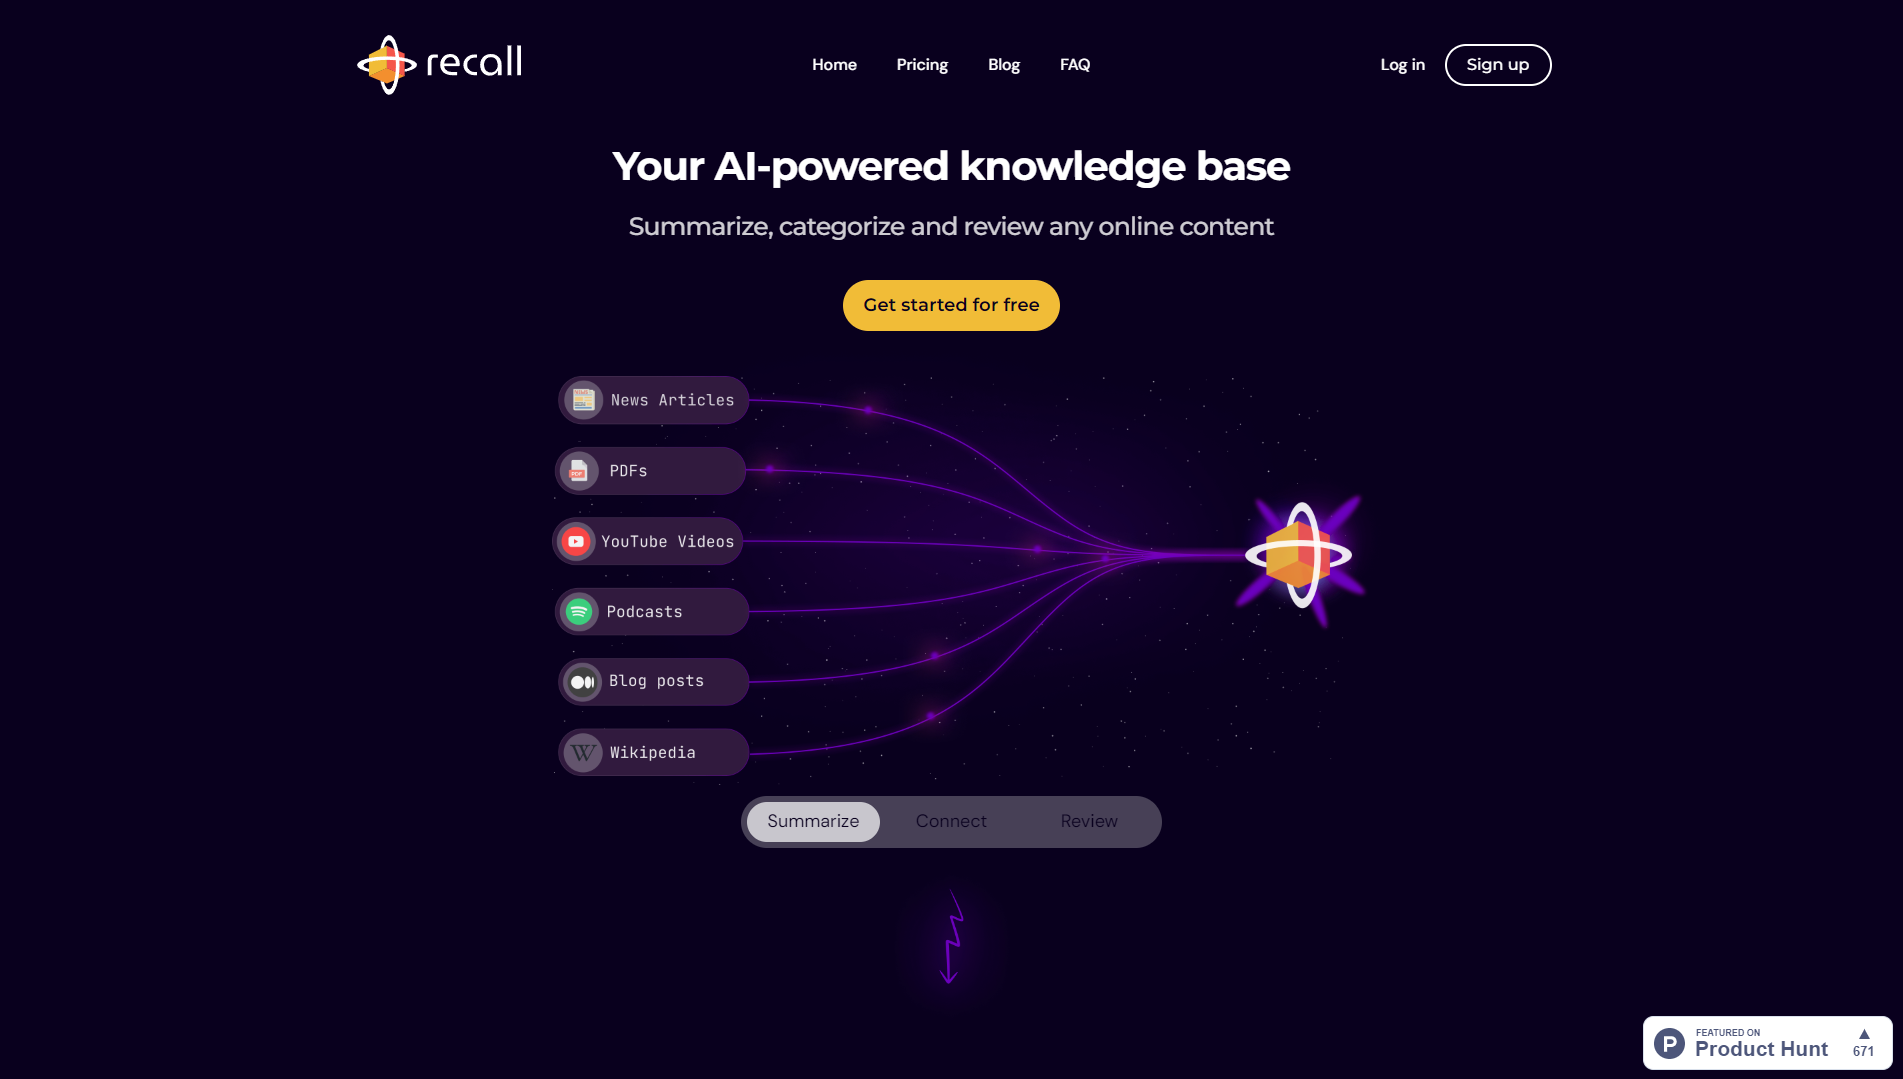 recall
Home
Pricing
Blog
FAQ
Log in
Sign up
Your AI-powered knowledge base
Summarize, categorize and review any online content
Get started for free
News Articles
PDF
PDFs
YouTube Videos
Podcasts
Blog posts
W
Wikipedia
Summarize
Connect
Review
P
FEATURED ON
Product Hunt
671